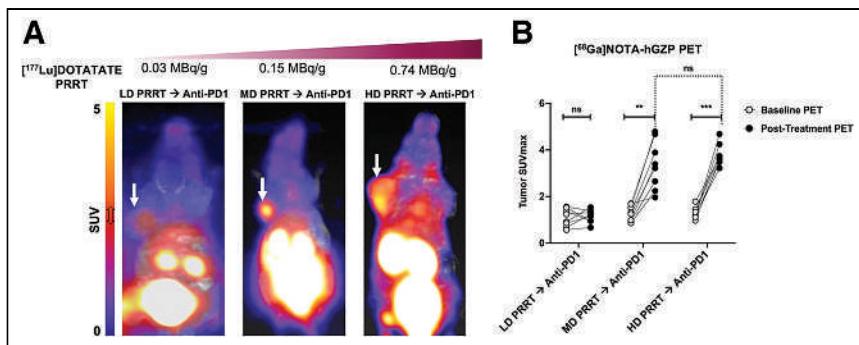 A
[¹⁷⁷Lu]DOTATATE
PRRT
0.03 MBq/g
0.15 MBq/g
0.74 MBq/g
LD PRRT → Anti-PD1
MD PRRT → Anti-PD1
HD PRRT → Anti-PD1
5
SUV
0
B
[⁶⁸Ga]NOTA-hGZP PET
ns
ns
**
***
Baseline PET
Post-Treatment PET
Tumor SUVmax
6
4
2
0
LD PRRT → Anti-PD1
MD PRRT → Anti-PD1
HD PRRT → Anti-PD1